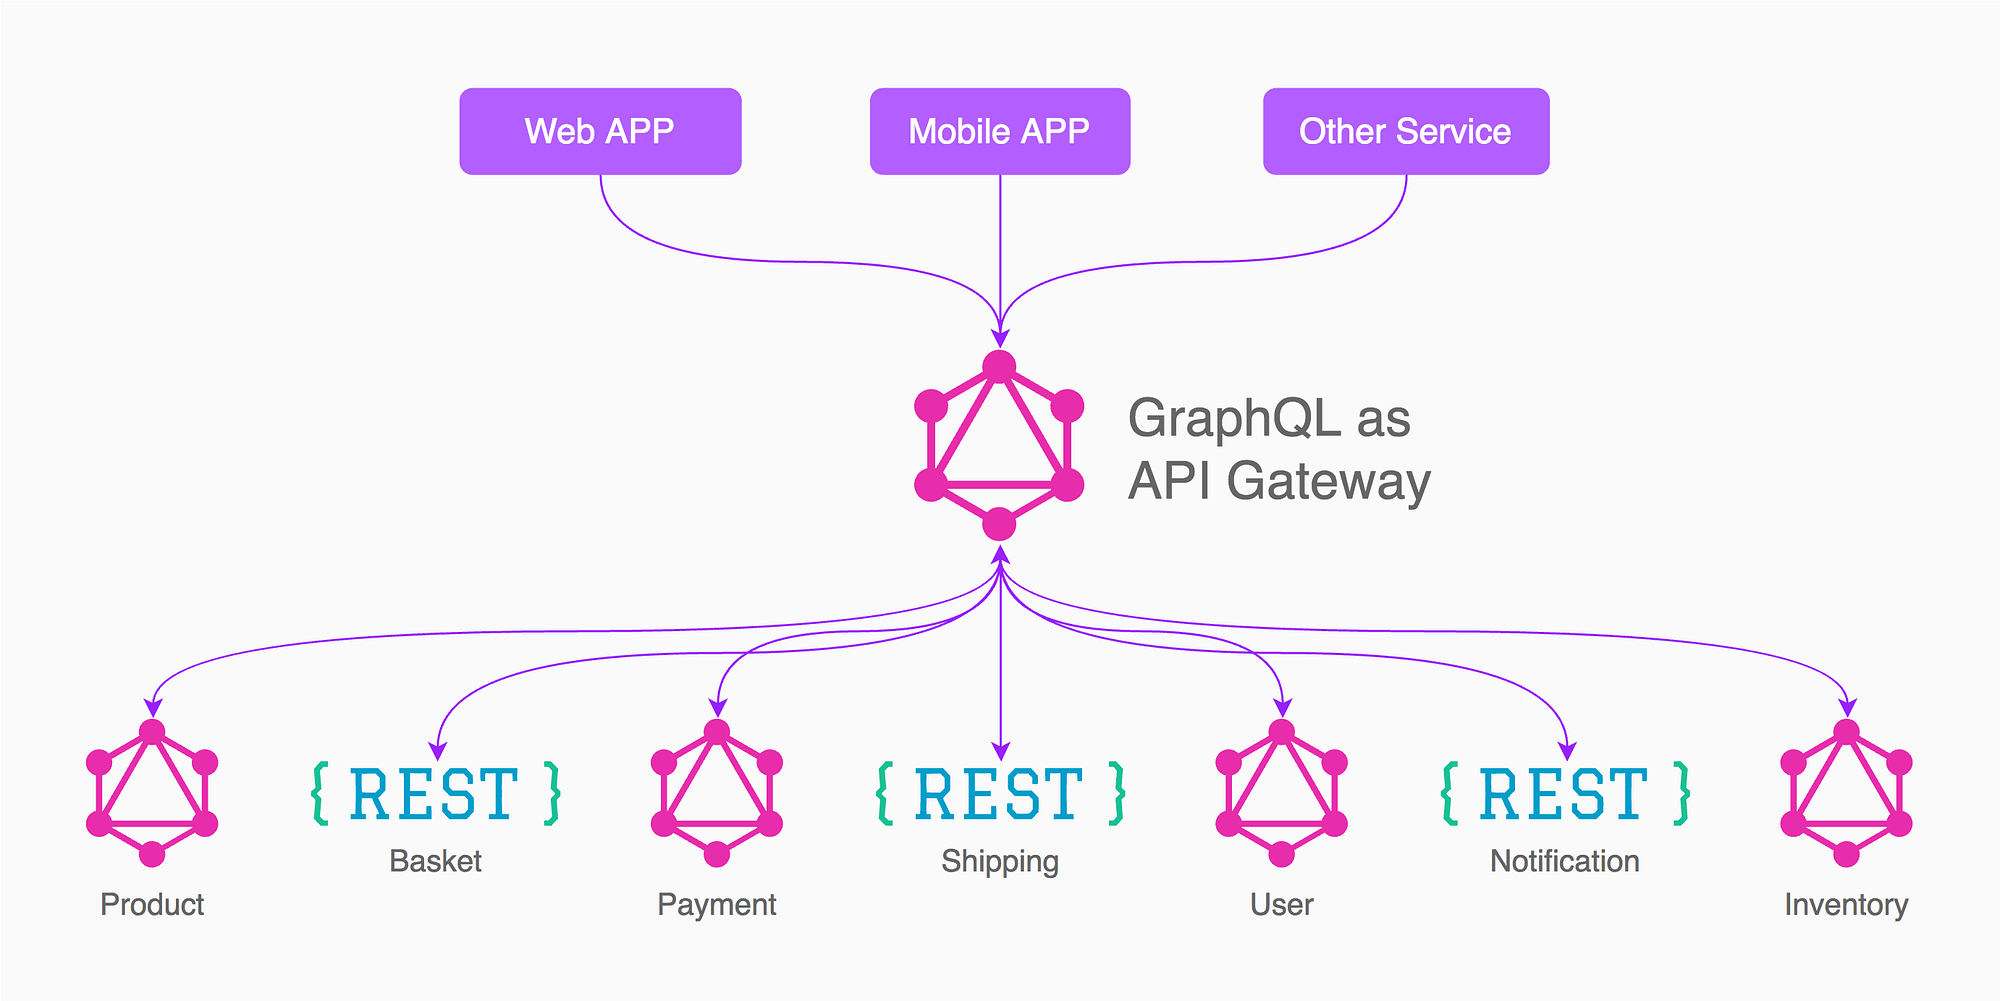 Web APP
Mobile APP
Other Service
GraphQL as
API Gateway
{ REST }
{ REST }
{ REST }
Basket
Shipping
Notification
Product
Payment
User
Inventory